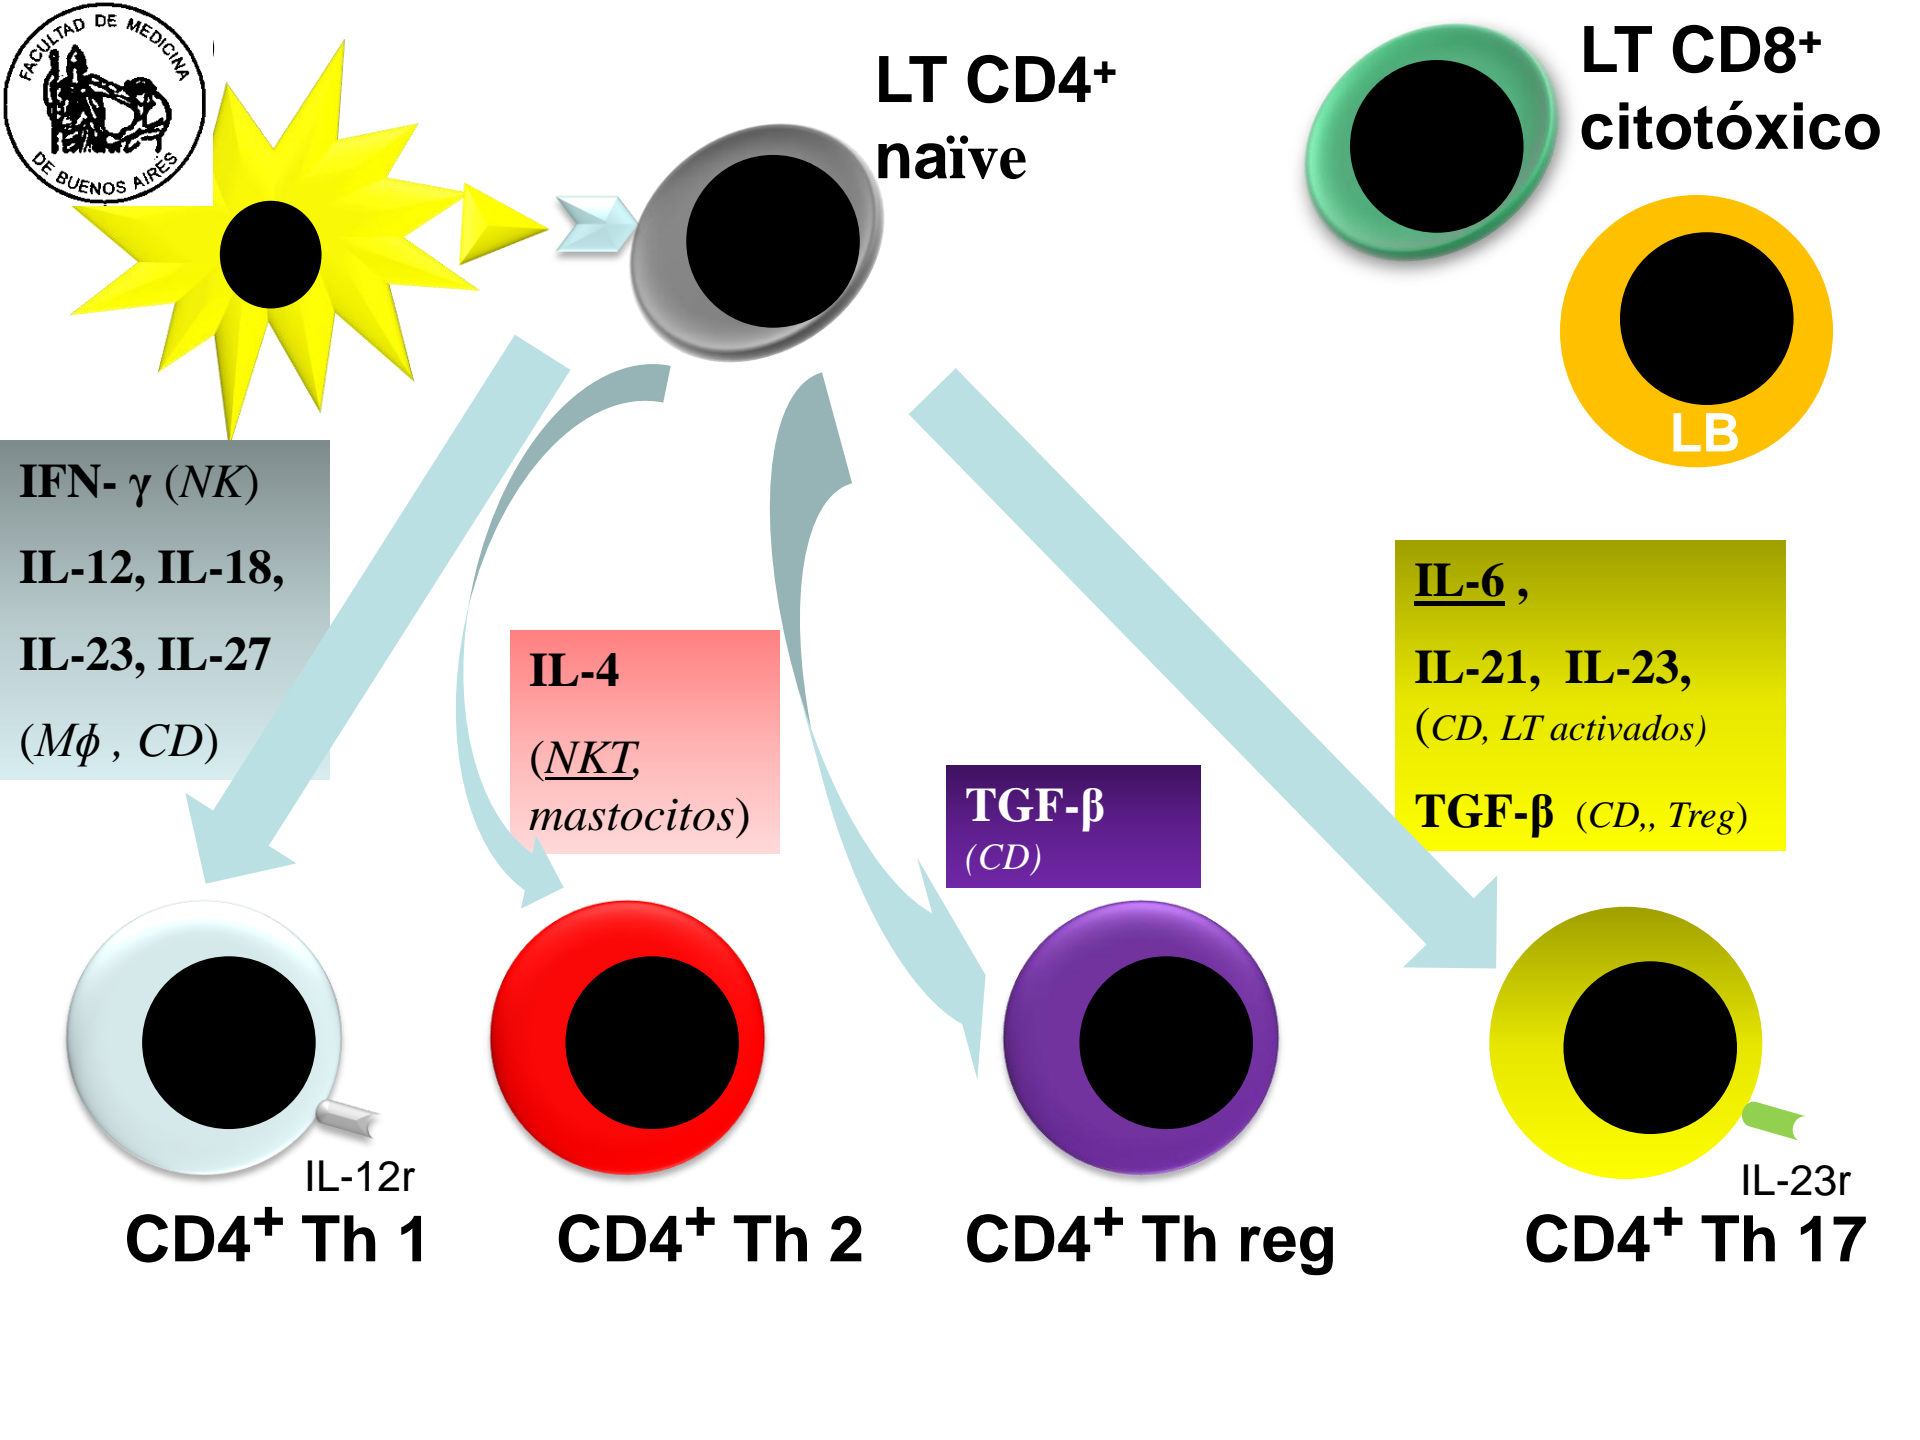 FACULTAD DE MEDICINA
DE BUENOS AIRES
LT CD4⁺
naïve
LT CD8⁺
citotóxico
LB
IFN- γ (NK)
IL-12, IL-18,
IL-23, IL-27
(Mϕ , CD)
IL-4
(NKT,
mastocitos)
TGF-β
(CD)
IL-6 ,
IL-21, IL-23,
(CD, LT activados)
TGF-β (CD,, Treg)
IL-12r
IL-23r
CD4⁺ Th 1
CD4⁺ Th 2
CD4⁺ Th reg
CD4⁺ Th 17